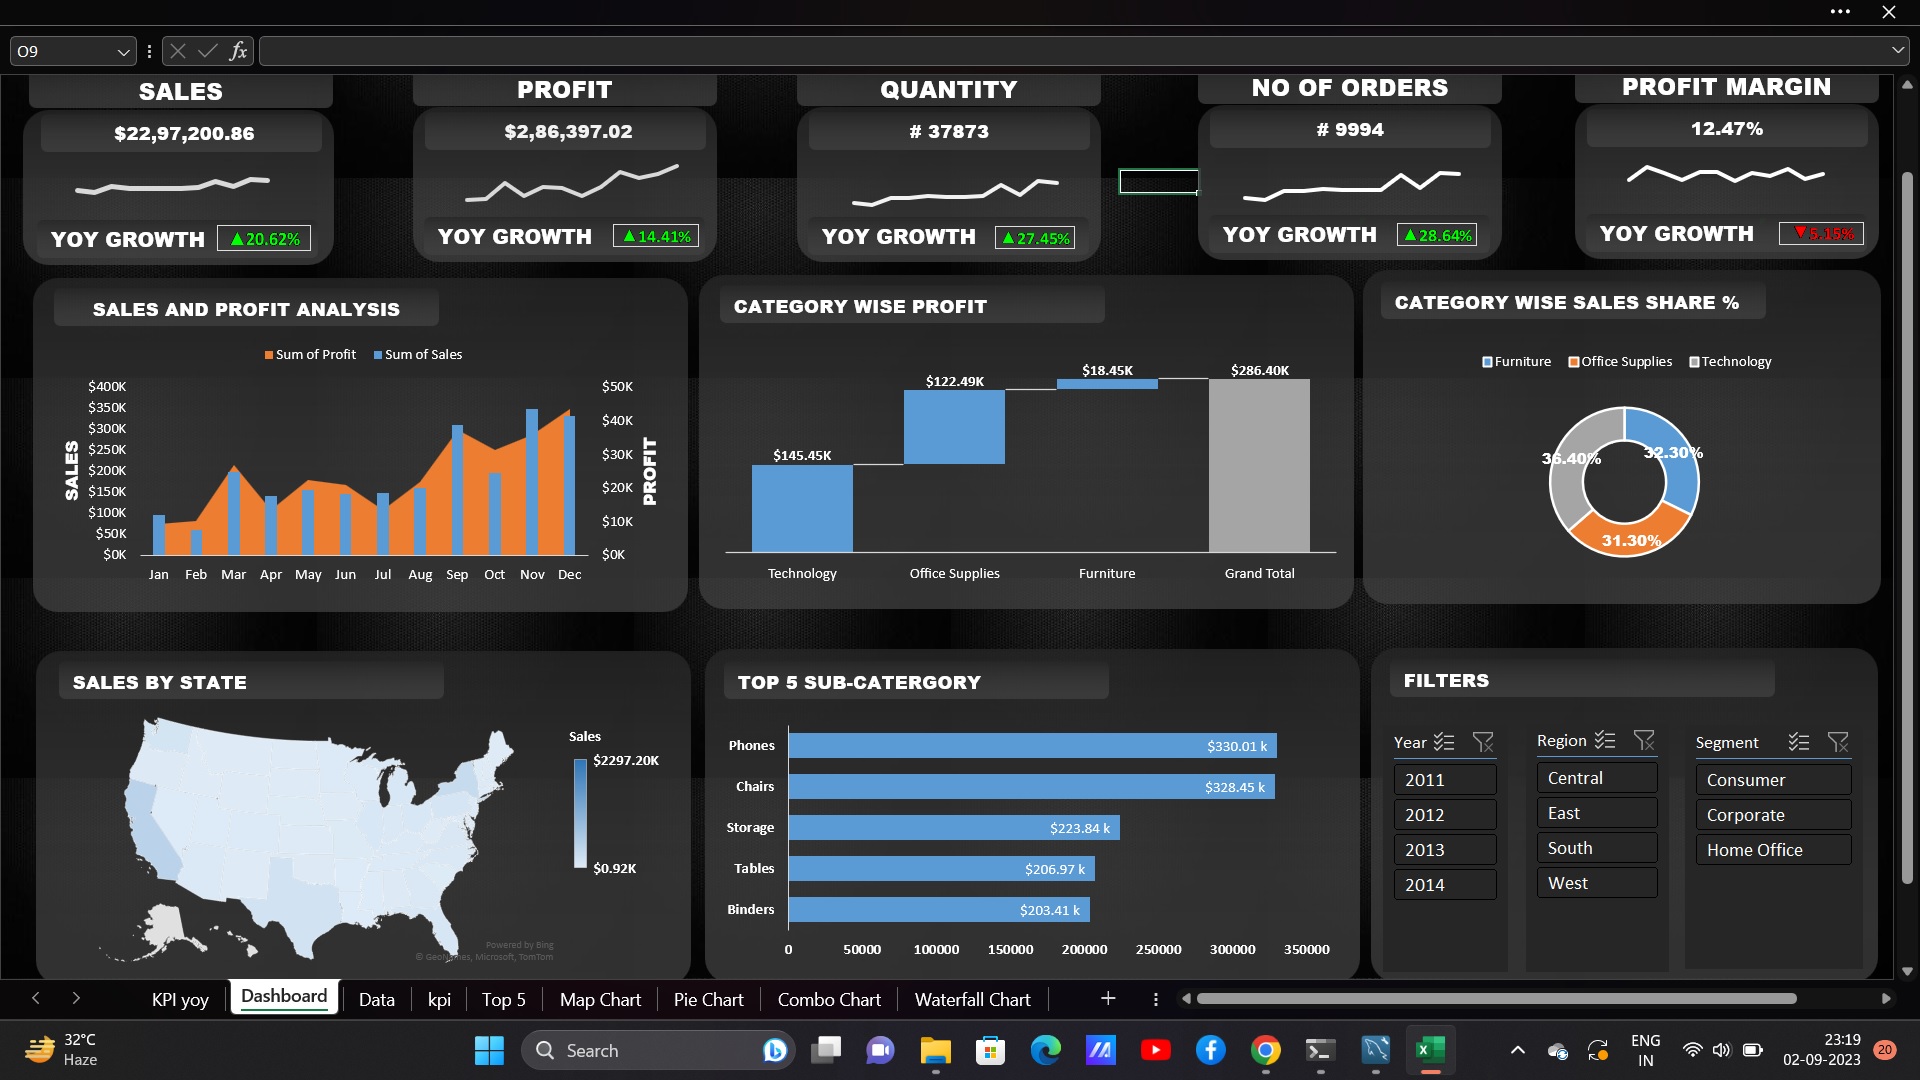 O9
fx
SALES
$22,97,200.86
YOY GROWTH ▲20.62%
PROFIT
$2,86,397.02
YOY GROWTH ▲14.41%
QUANTITY
# 37873
YOY GROWTH ▲27.45%
NO OF ORDERS
# 9994
YOY GROWTH ▲28.64%
PROFIT MARGIN
12.47%
YOY GROWTH ▼5.15%
SALES AND PROFIT ANALYSIS
Sum of Profit Sum of Sales
SALES
$400K
$350K
$300K
$250K
$200K
$150K
$100K
$50K
$0K
$50K
$40K
$30K
$20K
$10K
$0K
PROFIT
Jan Feb Mar Apr May Jun Jul Aug Sep Oct Nov Dec
CATEGORY WISE PROFIT
$145.45K
$122.49K
$18.45K
$286.40K
Technology Office Supplies Furniture Grand Total
CATEGORY WISE SALES SHARE %
Furniture Office Supplies Technology
36.40%
32.30%
31.30%
SALES BY STATE
Sales
$2297.20K
$0.92K
Powered by Bing
© GeoNames, Microsoft, TomTom
TOP 5 SUB-CATERGORY
Phones $330.01 k
Chairs $328.45 k
Storage $223.84 k
Tables $206.97 k
Binders $203.41 k
0 50000 100000 150000 200000 250000 300000 350000
FILTERS
Year
2011
2012
2013
2014
Region
Central
East
South
West
Segment
Consumer
Corporate
Home Office
KPI yoy Dashboard Data kpi Top 5 Map Chart Pie Chart Combo Chart Waterfall Chart
32°C
Haze
Search
ENG
IN
23:19
02-09-2023
20